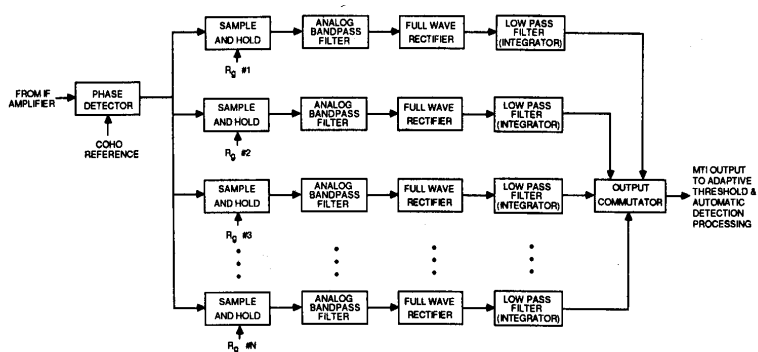 FROM IF
AMPLIFIER
PHASE
DETECTOR
COHO
REFERENCE
SAMPLE
AND HOLD
Rg #1
ANALOG
BANDPASS
FILTER
FULL WAVE
RECTIFIER
LOW PASS
FILTER
(INTEGRATOR)
SAMPLE
AND HOLD
Rg #2
ANALOG
BANDPASS
FILTER
FULL WAVE
RECTIFIER
LOW PASS
FILTER
(INTEGRATOR)
SAMPLE
AND HOLD
Rg #3
ANALOG
BANDPASS
FILTER
FULL WAVE
RECTIFIER
LOW PASS
FILTER
(INTEGRATOR)
SAMPLE
AND HOLD
Rg #N
ANALOG
BANDPASS
FILTER
FULL WAVE
RECTIFIER
LOW PASS
FILTER
(INTEGRATOR)
OUTPUT
COMMUTATOR
MTI OUTPUT
TO ADAPTIVE
THRESHOLD &
AUTOMATIC
DETECTION
PROCESSING